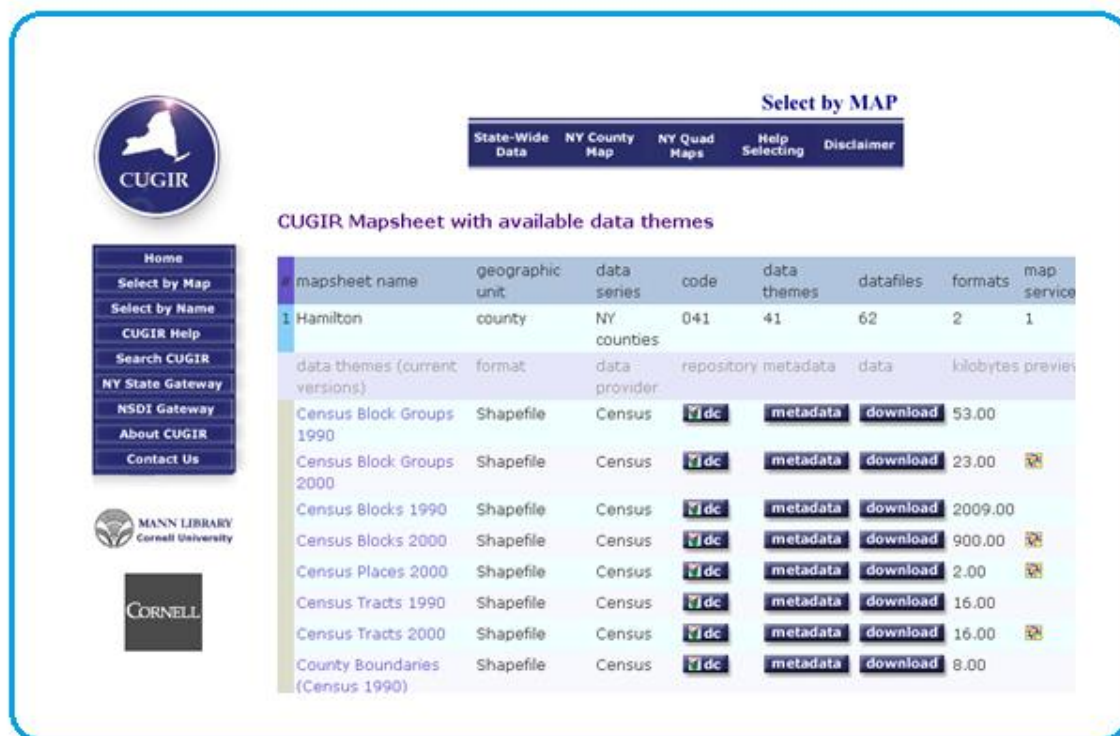 Select by MAP
State-Wide Data NY County Map NY Quad Maps Help Selecting Disclaimer
CUGIR
CUGIR Mapsheet with available data themes
Home
Select by Map
Select by Name
CUGIR Help
Search CUGIR
NY State Gateway
NSDI Gateway
About CUGIR
Contact Us
MANN LIBRARY
Cornell University
CORNELL
# mapsheet name geographic unit data series code data themes datafiles formats map service
1 Hamilton county NY counties 041 41 62 2 1
data themes (current versions) format data provider repository metadata data kilobytes preview
Census Block Groups 1990 Shapefile Census dc metadata download 53.00
Census Block Groups 2000 Shapefile Census dc metadata download 23.00
Census Blocks 1990 Shapefile Census dc metadata download 2009.00
Census Blocks 2000 Shapefile Census dc metadata download 900.00
Census Places 2000 Shapefile Census dc metadata download 2.00
Census Tracts 1990 Shapefile Census dc metadata download 16.00
Census Tracts 2000 Shapefile Census dc metadata download 16.00
County Boundaries (Census 1990) Shapefile Census dc metadata download 8.00